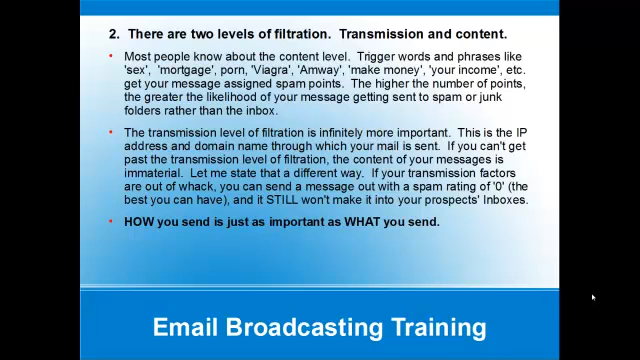 2. There are two levels of filtration. Transmission and content.
• Most people know about the content level. Trigger words and phrases like
'sex', 'mortgage', porn, 'Viagra', 'Amway', 'make money', 'your income', etc.
get your message assigned spam points. The higher the number of points,
the greater the likelihood of your message getting sent to spam or junk
folders rather than the inbox.
• The transmission level of filtration is infinitely more important. This is the IP
address and domain name through which your mail is sent. If you can't get
past the transmission level of filtration, the content of your messages is
immaterial. Let me state that a different way. If your transmission factors
are out of whack, you can send a message out with a spam rating of '0' (the
best you can have), and it STILL won't make it into your prospects' Inboxes.
• HOW you send is just as important as WHAT you send.
Email Broadcasting Training